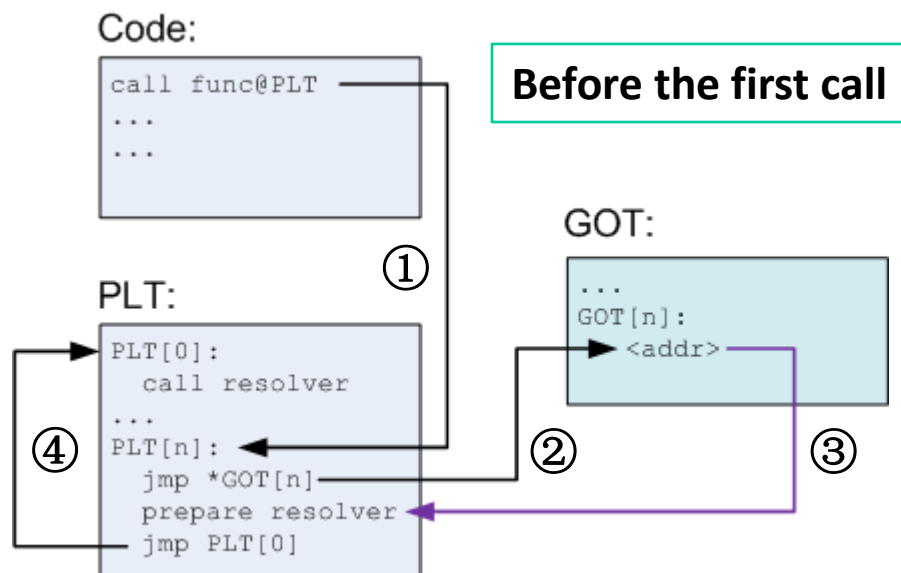 Code:
call func@PLT
...
...
Before the first call
GOT:
...
GOT[n]:
<addr>
PLT:
PLT[0]:
call resolver
...
PLT[n]:
jmp *GOT[n]
prepare resolver
jmp PLT[0]
①
②
③
④